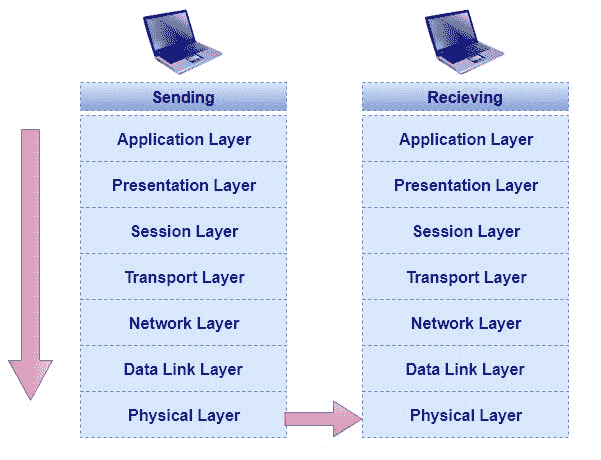 Sending
Application Layer
Presentation Layer
Session Layer
Transport Layer
Network Layer
Data Link Layer
Physical Layer
Recieving
Application Layer
Presentation Layer
Session Layer
Transport Layer
Network Layer
Data Link Layer
Physical Layer